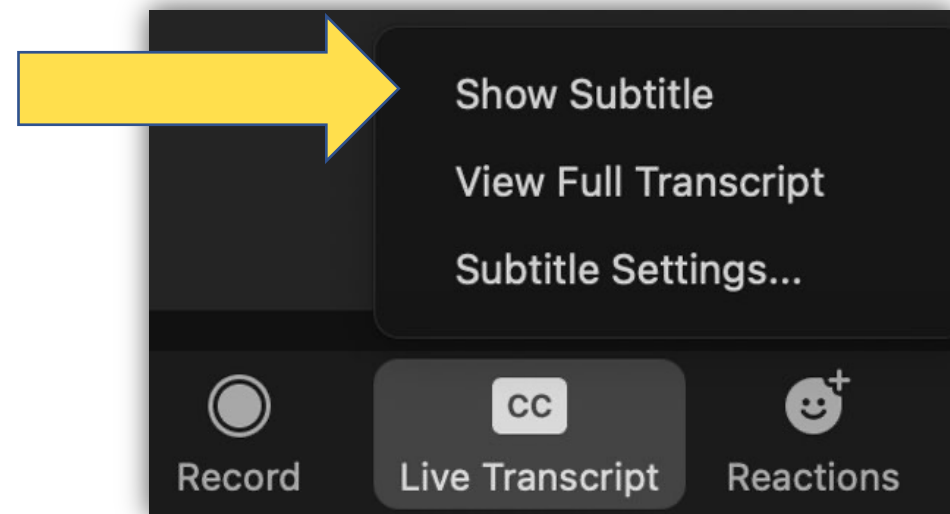 Show Subtitle
View Full Transcript
Subtitle Settings...
CC
Record
Live Transcript
Reactions